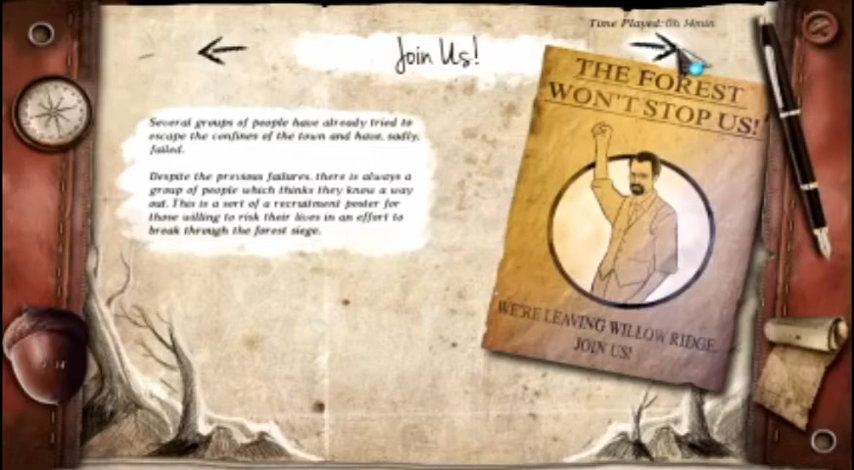 Time Played: 0h 14min
Join Us!
Several groups of people have already tried to
escape the confines of the town and have, sadly,
failed.
Despite the previous failures, there is always a
group of people which thinks they know a way
out. This is a sort of a recruitment poster for
those willing to risk their lives in an effort to
break through the forest siege.
THE FOREST
WON'T STOP US!
WE'RE LEAVING WILLOW RIDGE.
JOIN US!